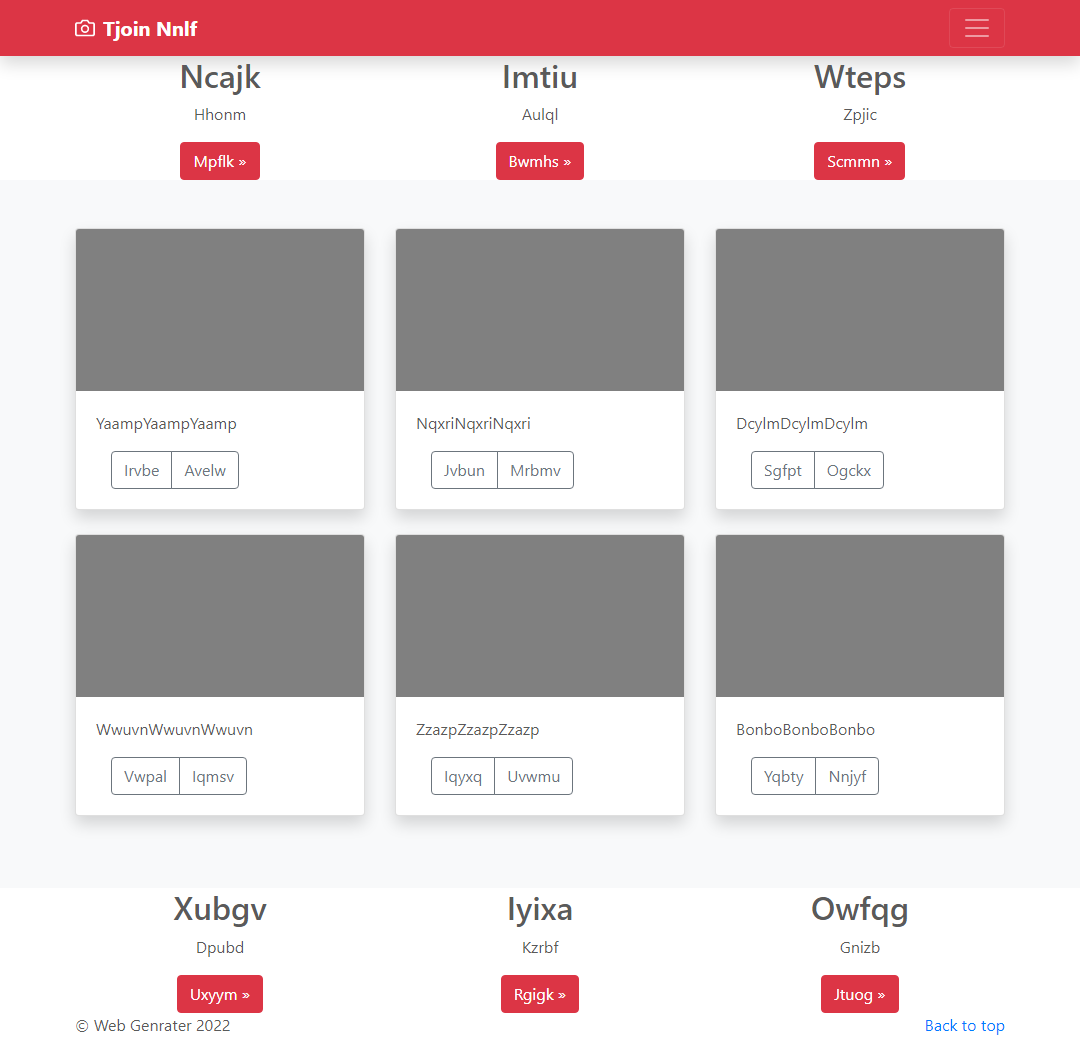 Tjoin Nnlf
Ncajk Imtiu Wteps
Hhonm Aulql Zpjic
Mpflk » Bwmhs » Scmmn »
YaampYaampYaamp NqxriNqxriNqxri DcylmDcylmDcylm
Irvbe Avelw Jvbun Mrbmv Sgfpt Ogckx
WwuvnWwuvnWwuvn ZzazpZzazpZzazp BonboBonboBonbo
Vwpal Iqmsv Iqyxq Uvwmu Yqbty Nnjyf
Xubgv Iyixa Owfqg
Dpubd Kzrbf Gnizb
Uxyym » Rgigk » Jtuog »
© Web Genrater 2022 Back to top